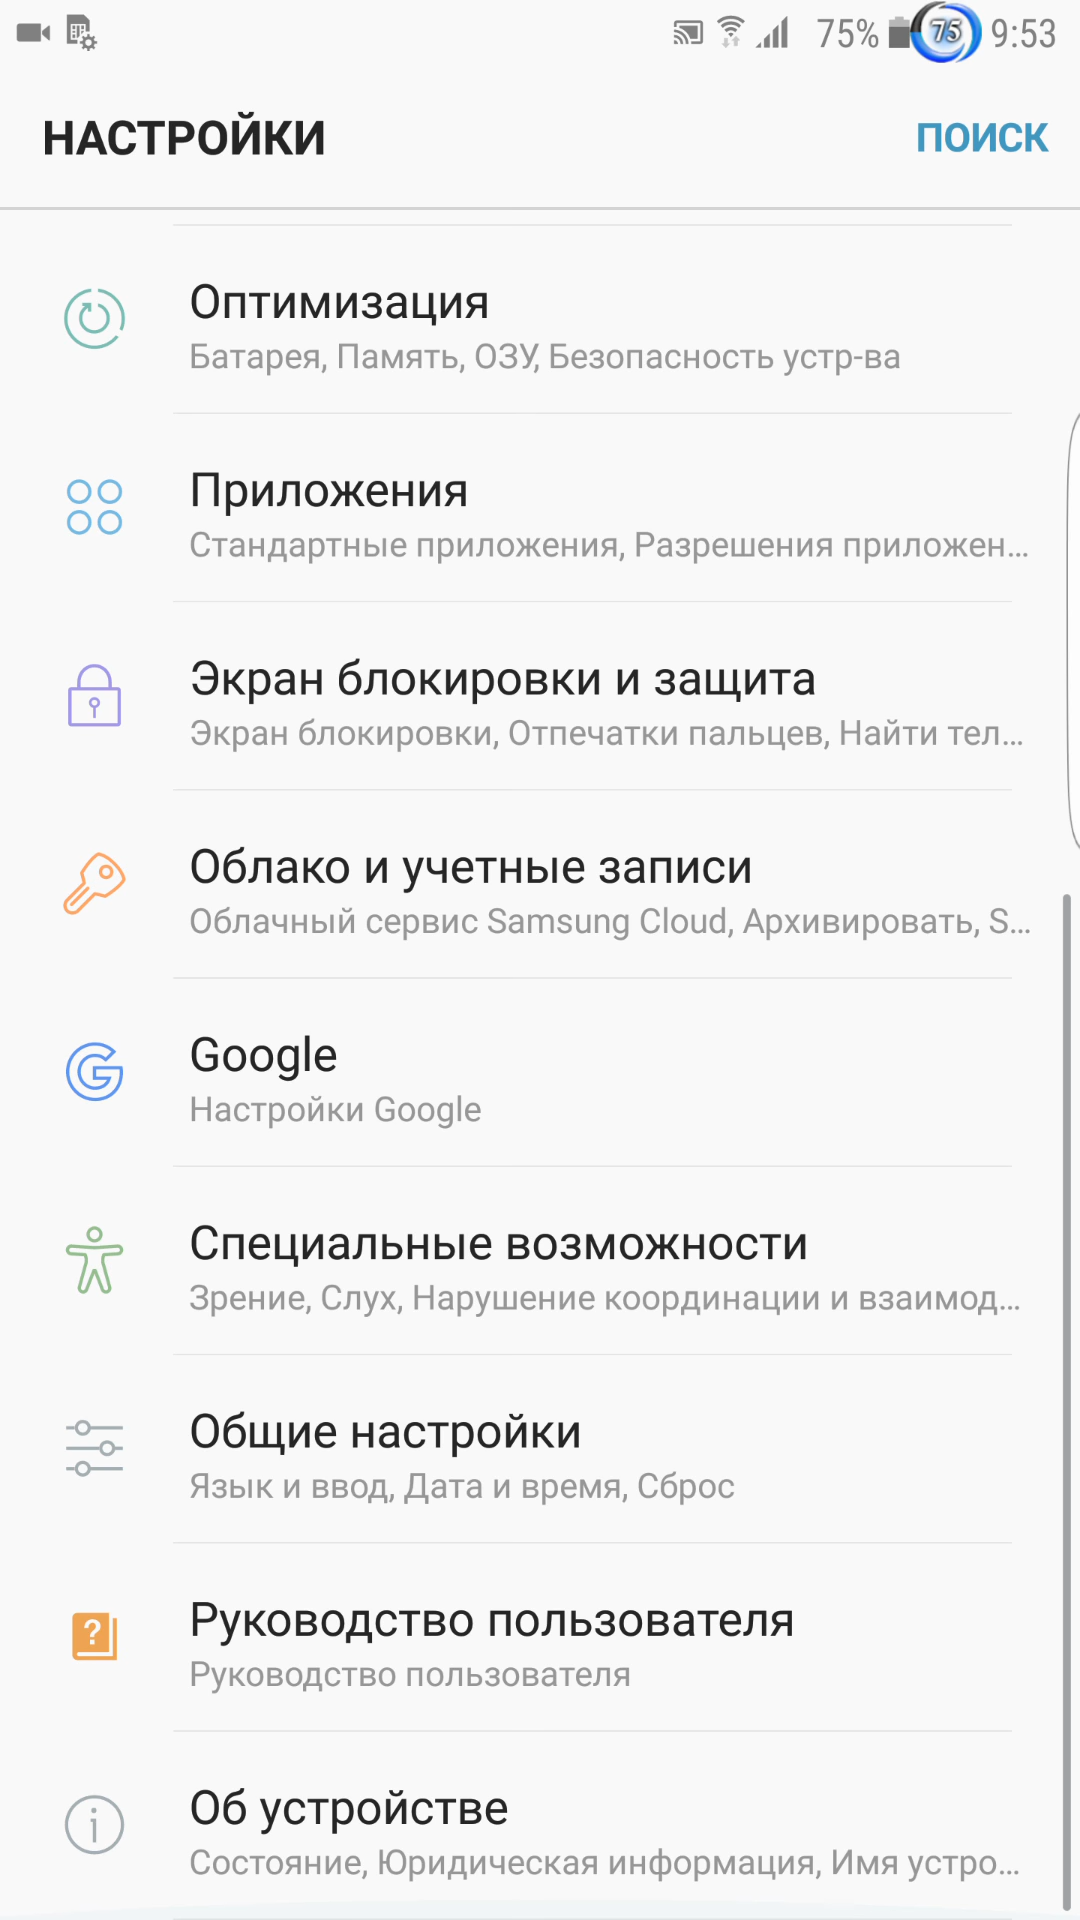 75% 75 9:53
НАСТРОЙКИ ПОИСК
Оптимизация
Батарея, Память, ОЗУ, Безопасность устр-ва
Приложения
Стандартные приложения, Разрешения приложен...
Экран блокировки и защита
Экран блокировки, Отпечатки пальцев, Найти тел...
Облако и учетные записи
Облачный сервис Samsung Cloud, Архивировать, S...
Google
Настройки Google
Специальные возможности
Зрение, Слух, Нарушение координации и взаимод...
Общие настройки
Язык и ввод, Дата и время, Сброс
Руководство пользователя
Руководство пользователя
Об устройстве
Состояние, Юридическая информация, Имя устро...